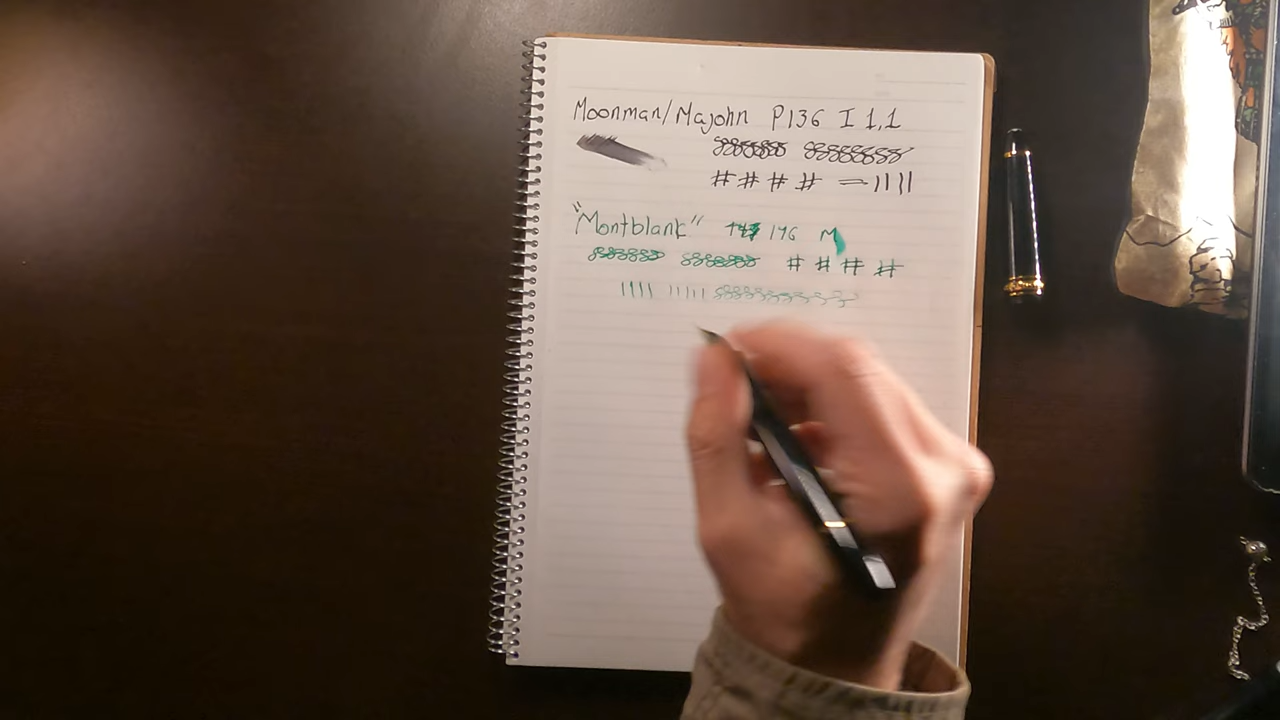 Moonman/Majohn P136 I 1.1
# # # # = ||||
"Montblank" 146 M
# # # #
|||| |||||